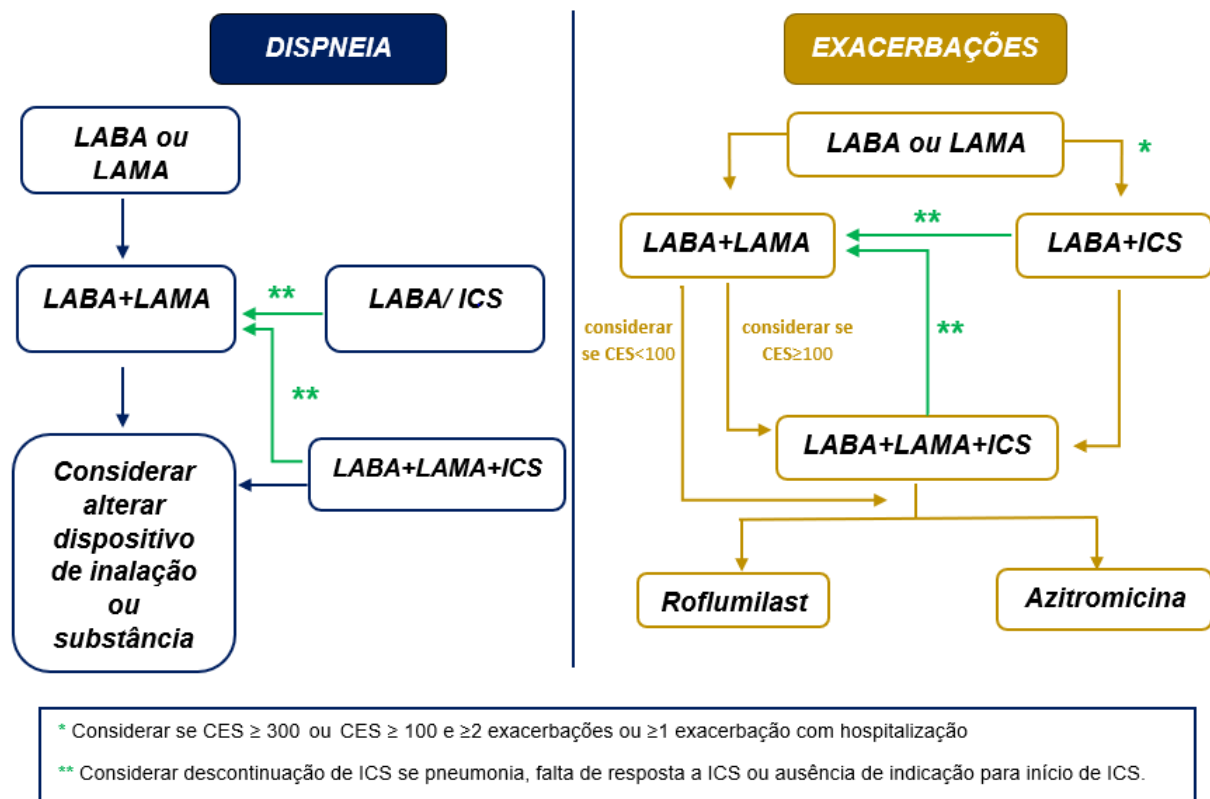 DISPNEIA
LABA ou
LAMA
LABA+LAMA
**
LABA/ ICS
**
LABA+LAMA+ICS
Considerar
alterar
dispositivo
de inalação
ou
substância
EXACERBAÇÕES
LABA ou LAMA
*
LABA+LAMA
**
LABA+ICS
considerar
se CES<100
considerar se
CES≥100
**
LABA+LAMA+ICS
Roflumilast
Azitromicina
* Considerar se CES ≥ 300 ou CES ≥ 100 e ≥2 exacerbações ou ≥1 exacerbação com hospitalização
** Considerar descontinuação de ICS se pneumonia, falta de resposta a ICS ou ausência de indicação para início de ICS.